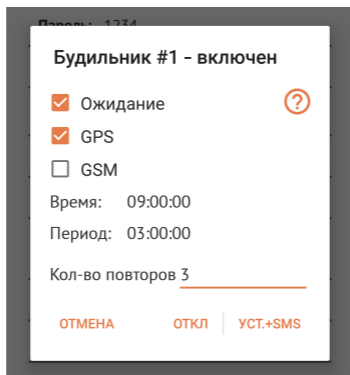 Пароль: 1234
Будильник #1 - включен
Ожидание
?
GPS
GSM
Время: 09:00:00
Период: 03:00:00
Кол-во повторов 3
ОТМЕНА ОТКЛ УСТ.+SMS